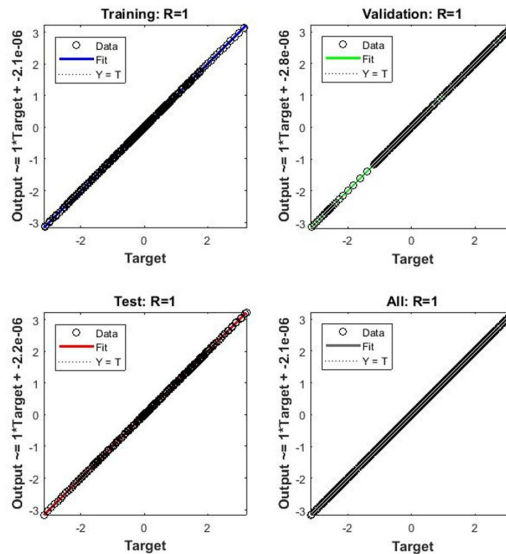 Training: R=1
Output ~= 1*Target + -2.1e-06
3
2
1
0
-1
-2
-3
Data
Fit
Y = T
-2
0
2
Target
Validation: R=1
Output ~= 1*Target + -2.8e-06
3
2
1
0
-1
-2
-3
Data
Fit
Y = T
-2
0
2
Target
Test: R=1
Output ~= 1*Target + -2.2e-06
3
2
1
0
-1
-2
-3
Data
Fit
Y = T
-2
0
2
Target
All: R=1
Output ~= 1*Target + -2.1e-06
3
2
1
0
-1
-2
-3
Data
Fit
Y = T
-2
0
2
Target